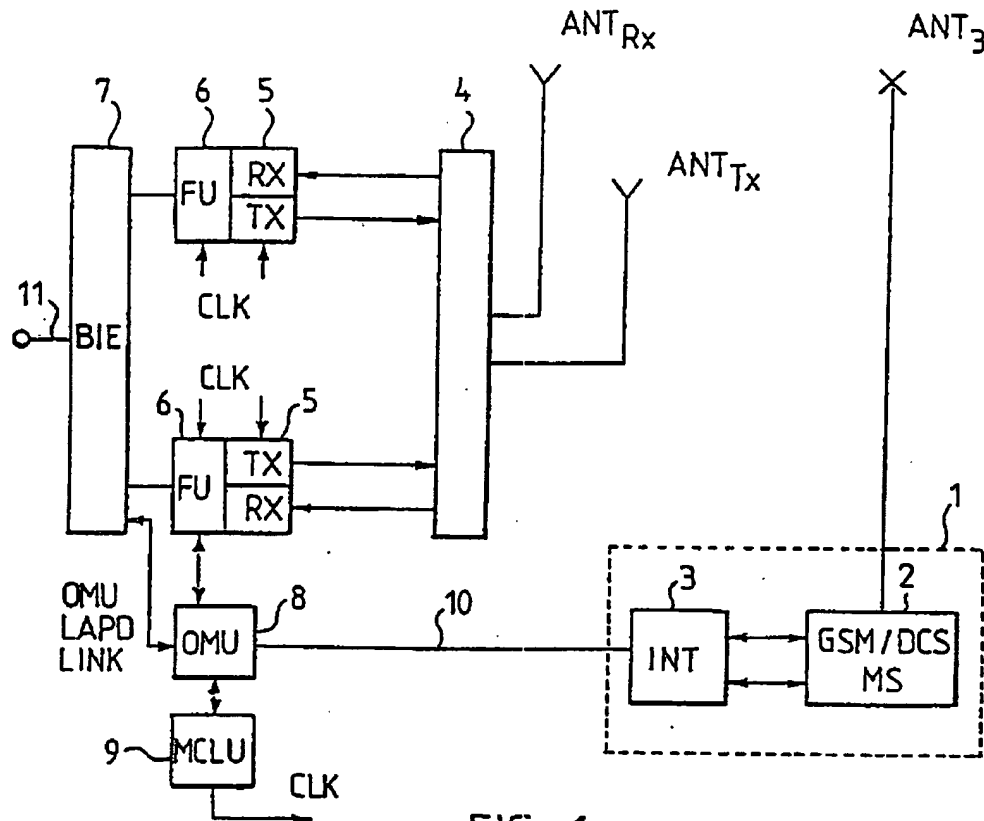 ANT_Rx
ANT_3
7
6
5
4
FU
RX
TX
ANT_Tx
CLK
11
BIE
CLK
6
5
FU
TX
RX
1
OMU
LAPD
LINK
8
OMU
10
3
INT
2
GSM/DCS
MS
9
MCLU
CLK